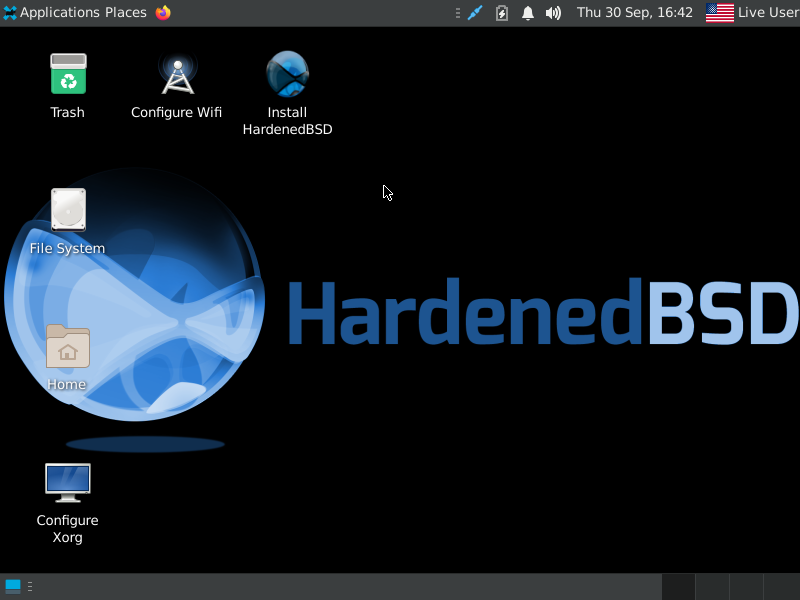 Applications Places Thu 30 Sep, 16:42 Live User
Trash
Configure Wifi
Install
HardenedBSD
File System
HardenedBSD
Home
Configure
Xorg